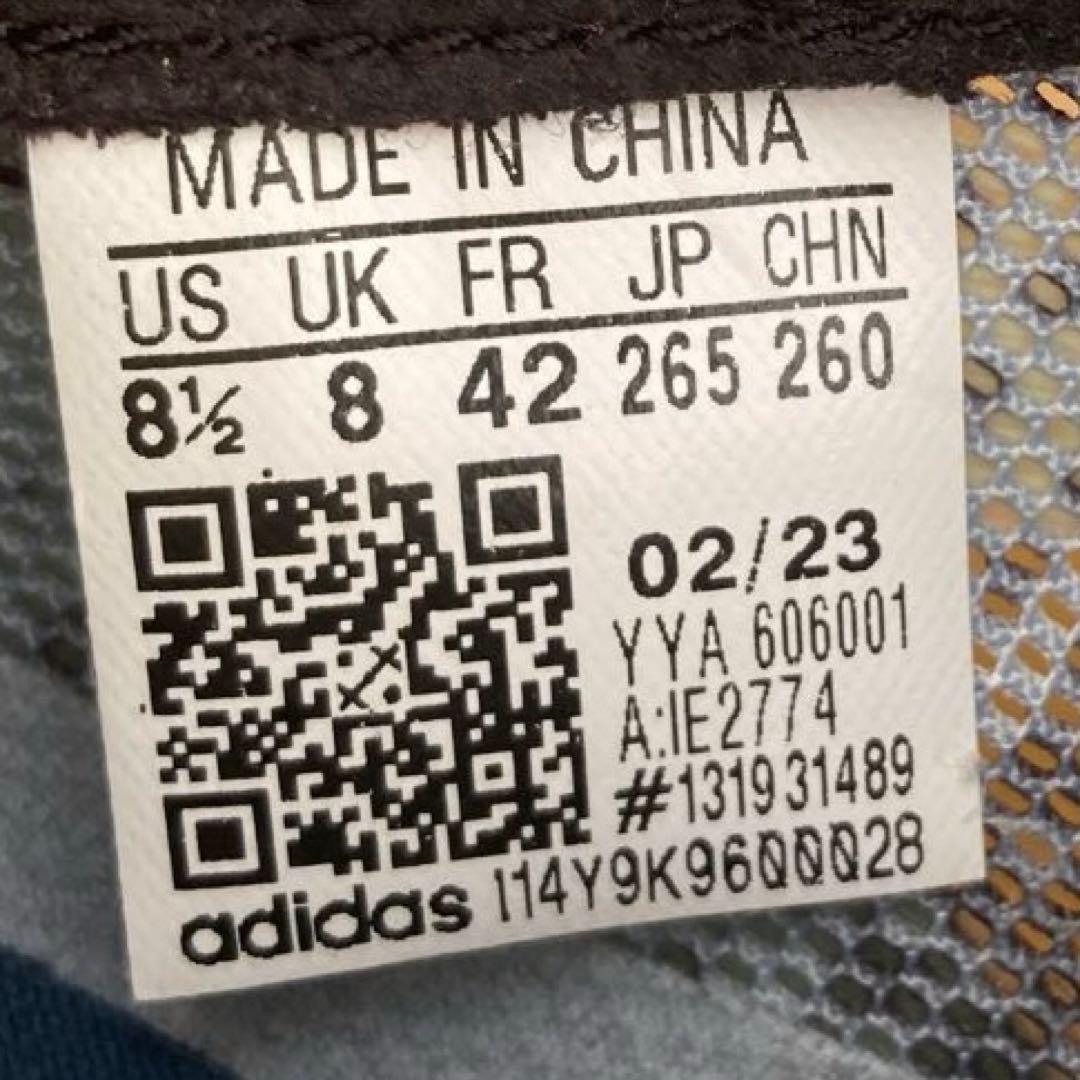 MADE IN CHINA
US UK FR JP CHN
8½ 8 42 265 260
02/23
YYA 606001
A:IE2774
#131931489
adidas 114Y9K9600028